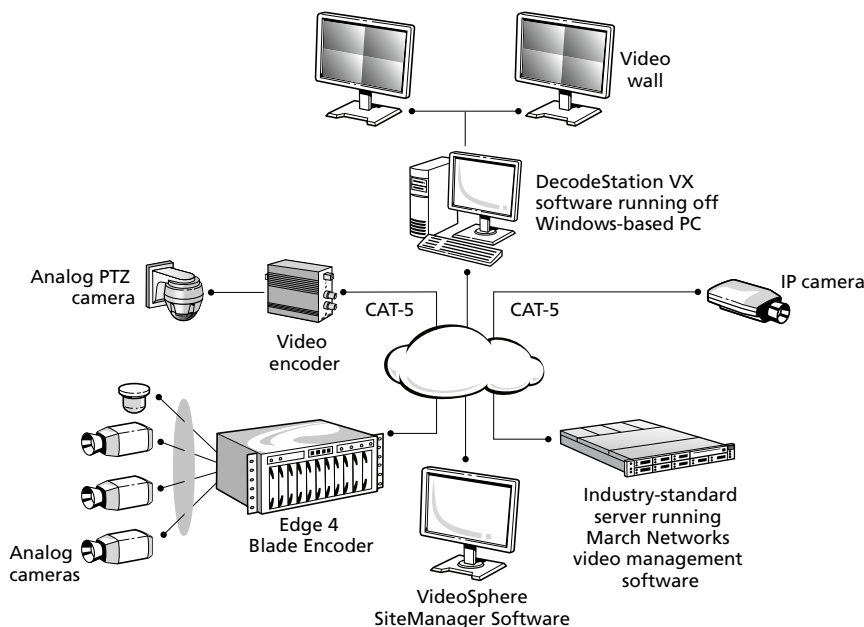 Video
wall
DecodeStation VX
software running off
Windows-based PC
Analog PTZ
camera
Video
encoder
CAT-5
CAT-5
IP camera
Analog
cameras
Edge 4
Blade Encoder
VideoSphere
SiteManager Software
Industry-standard
server running
March Networks
video management
software